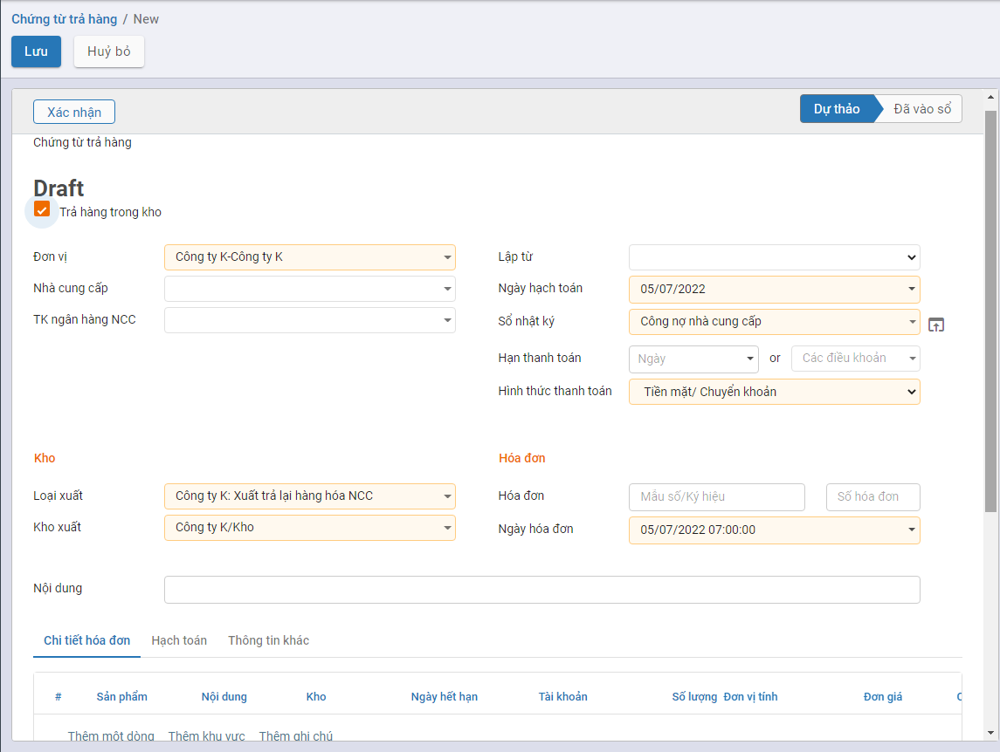 Chứng từ trả hàng / New
Lưu Huỷ bỏ
Xác nhận Dự thảo Đã vào sổ
Chứng từ trả hàng
Draft
Trả hàng trong kho
Đơn vị Công ty K-Công ty K Lập từ
Nhà cung cấp Ngày hạch toán 05/07/2022
TK ngân hàng NCC Sổ nhật ký Công nợ nhà cung cấp
Hạn thanh toán Ngày or Các điều khoản
Hình thức thanh toán Tiền mặt/ Chuyển khoản
Kho Hóa đơn
Loại xuất Công ty K: Xuất trả lại hàng hóa NCC Hóa đơn Mẫu số/Ký hiệu Số hóa đơn
Kho xuất Công ty K/Kho Ngày hóa đơn 05/07/2022 07:00:00
Nội dung
Chi tiết hóa đơn Hạch toán Thông tin khác
# Sản phẩm Nội dung Kho Ngày hết hạn Tài khoản Số lượng Đơn vị tính Đơn giá
Thêm một dòng Thêm khu vực Thêm ghi chú